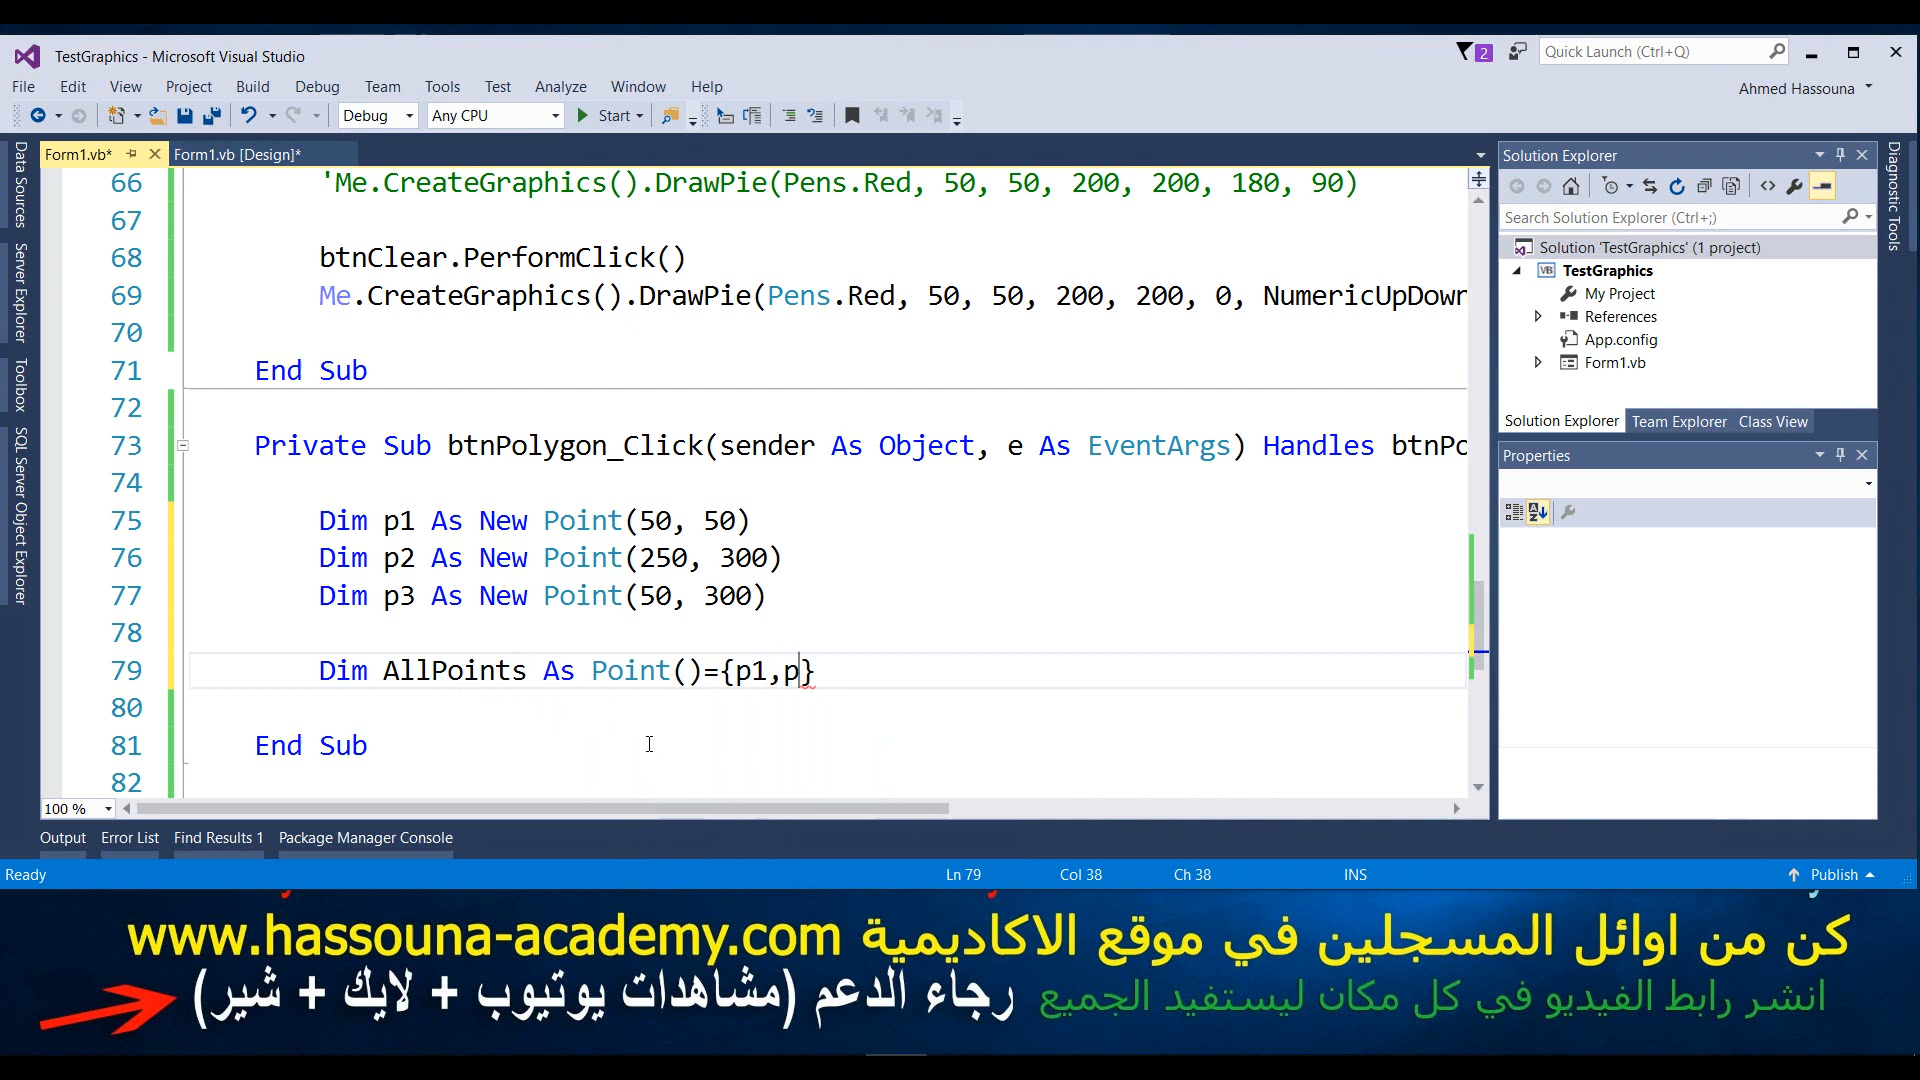 TestGraphics - Microsoft Visual Studio
2
Quick Launch (Ctrl+Q)
File Edit View Project Build Debug Team Tools Test Analyze Window Help
Ahmed Hassouna
Debug Any CPU Start
Form1.vb* Form1.vb [Design]*
Data Sources
Server Explorer
Toolbox
SQL Server Object Explorer
66 'Me.CreateGraphics().DrawPie(Pens.Red, 50, 50, 200, 200, 180, 90)
67
68 btnClear.PerformClick()
69 Me.CreateGraphics().DrawPie(Pens.Red, 50, 50, 200, 200, 0, NumericUpDown
70
71 End Sub
72
73 Private Sub btnPolygon_Click(sender As Object, e As EventArgs) Handles btnPo
74
75 Dim p1 As New Point(50, 50)
76 Dim p2 As New Point(250, 300)
77 Dim p3 As New Point(50, 300)
78
79 Dim AllPoints As Point()={p1,p}
80
81 End Sub
82
100 %
Solution Explorer
Search Solution Explorer (Ctrl+;)
Solution 'TestGraphics' (1 project)
VB TestGraphics
My Project
References
App.config
Form1.vb
Solution Explorer Team Explorer Class View
Properties
Diagnostic Tools
Output Error List Find Results 1 Package Manager Console
Ready Ln 79 Col 38 Ch 38 INS Publish
كن من اوائل المسجلين في موقع الاكاديمية www.hassouna-academy.com
انشر رابط الفيديو في كل مكان ليستفيد الجميع رجاء الدعم (مشاهدات يوتيوب + لايك + شير)